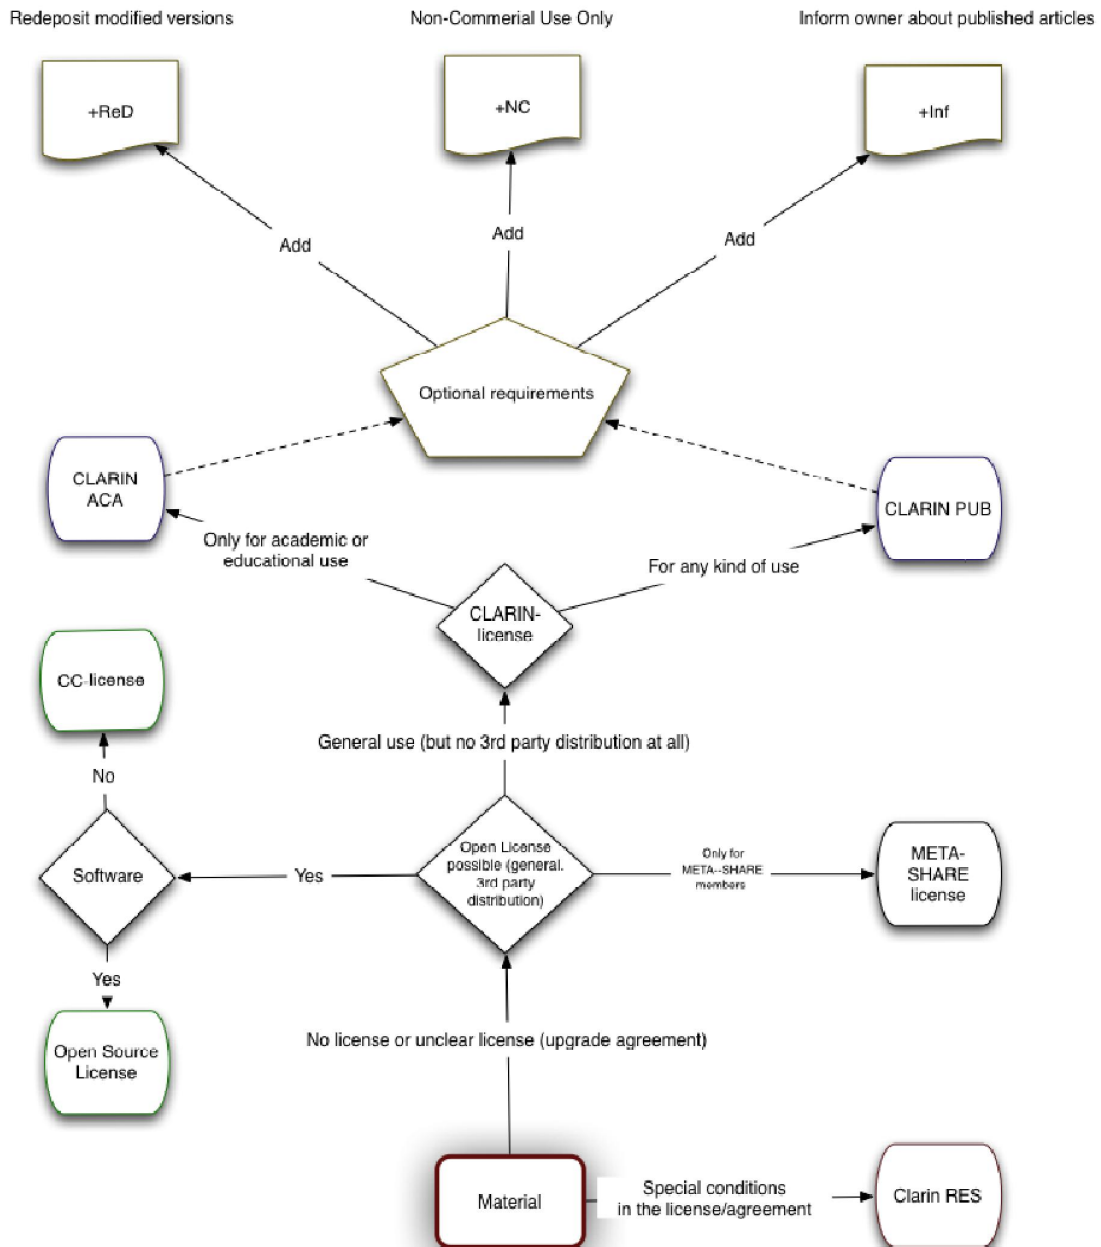 Redeposit modified versions
Non-Commerial Use Only
Inform owner about published articles
+ReD
+NC
+Inf
Add
Add
Add
Optional requirements
CLARIN
ACA
CLARIN PUB
Only for academic or
educational use
For any kind of use
CLARIN-
license
CC-license
General use (but no 3rd party distribution at all)
No
Software
Yes
Open License
possible (general.
3rd party
distribution)
Only for
META--SHARE
members
META-
SHARE
license
Yes
Open Source
License
No license or unclear license (upgrade agreement)
Material
Special conditions
in the license/agreement
Clarin RES